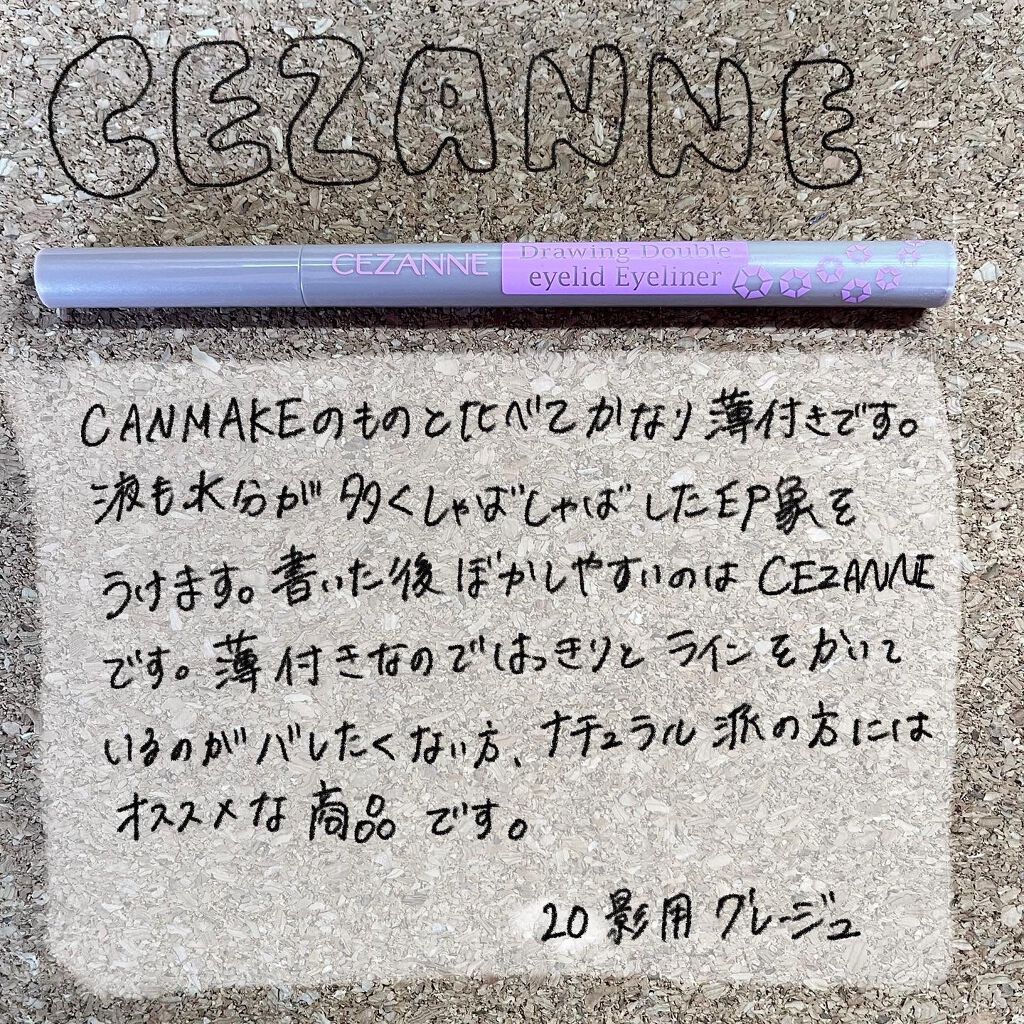 CEZANNE
CEZANNE
Drawing Double
eyelid Eyeliner
CANMAKEのものと比べてかなり薄付きです。
液も水分が多くしゃばしゃばした印象を
うけます。書いた後ぼかしやすいのはCEZANNE
です。薄付きなのではっきりとラインをかいて
いるのがバレたくない方、ナチュラル派の方には
オススメな商品です。
20 影用グレージュ